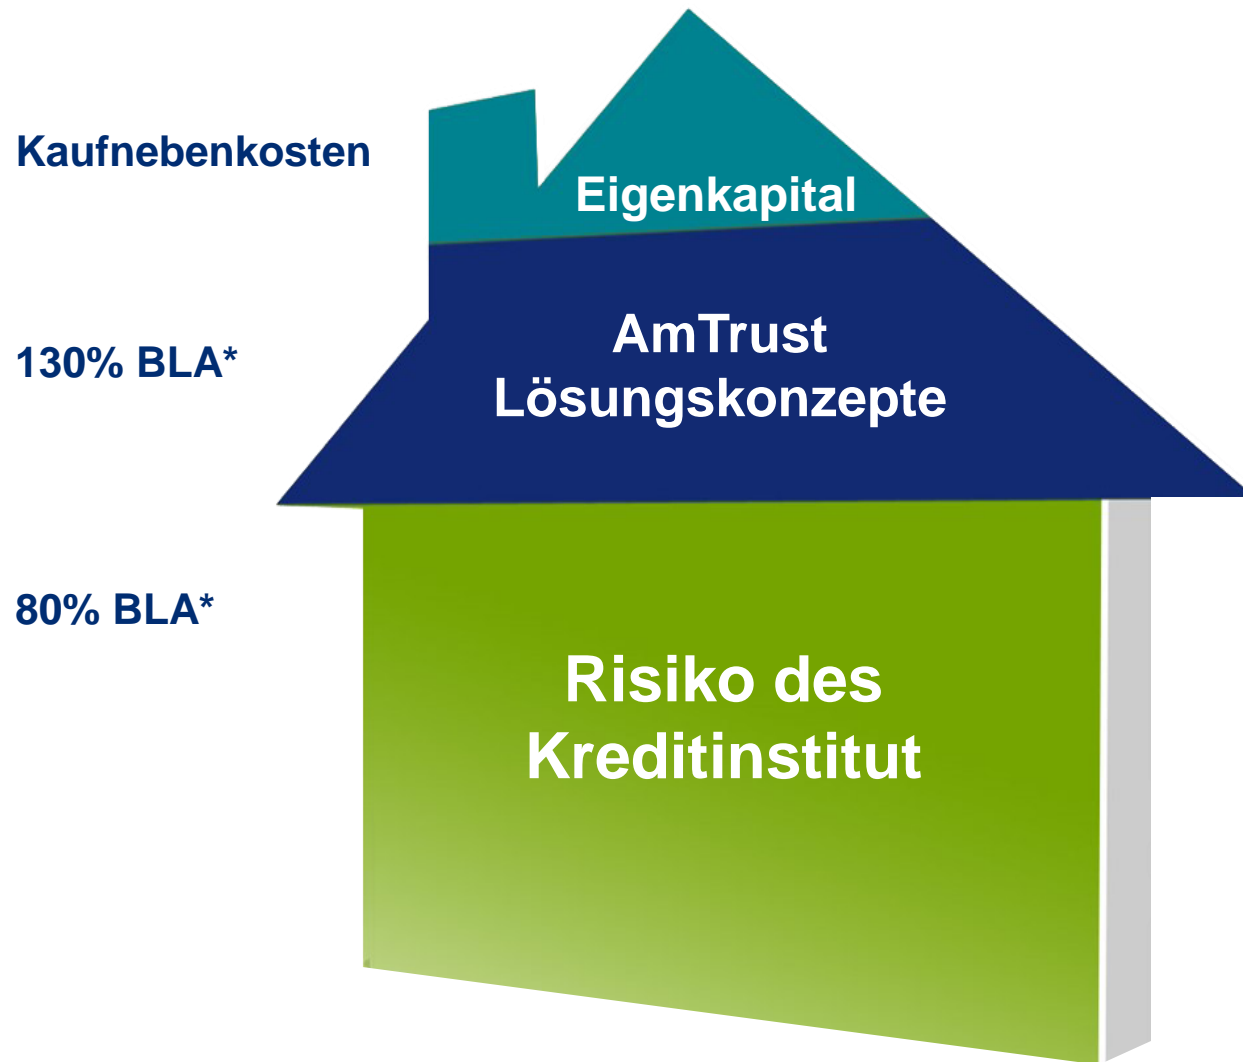 Kaufnebenkosten
Eigenkapital
130% BLA*
AmTrust
Lösungskonzepte
80% BLA*
Risiko des
Kreditinstitut